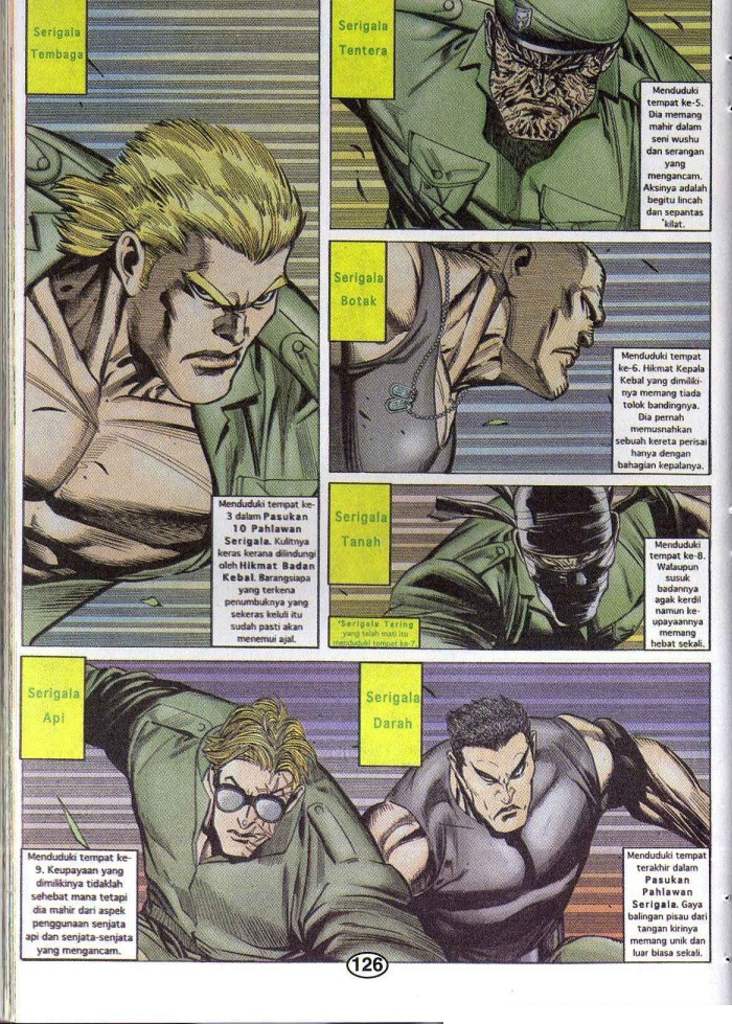 Serigala
Tembaga
Menduduki tempat ke-
3 dalam Pasukan
10 Pahlawan
Serigala. Kulitnya
keras kerana dilindungi
oleh Hikmat Badan
Kebal. Barangsiapa
yang terkena
penumbuknya yang
sekeras keluli itu
sudah pasti akan
menemui ajal.
Serigala
Tentera
Menduduki
tempat ke-5.
Dia memang
mahir dalam
seni wushu
dan serangan
yang
mengancam.
Aksinya adalah
begitu lincah
dan sepantas
kilat.
Serigala
Botak
Menduduki tempat
ke-6. Hikmat Kepala
Kebal yang dimiliki-
nya memang tiada
tolok bandingnya.
Dia pernah
memusnahkan
sebuah kereta perisai
hanya dengan
bahagian kepalanya.
Serigala
Tanah
*Serigala Taring
yang telah itu
menduduki tempat ke-7
Menduduki
tempat ke-8.
Walaupun
susuk
badannya
agak kerdil
namun ke-
upayaannya
memang
hebat sekali.
Serigala
Api
Menduduki tempat ke-
9. Keupayaan yang
dimilikinya tidaklah
sehebat mana tetapi
dia mahir dari aspek
penggunaan senjata
api dan senjata-senjata
yang mengancam.
Serigala
Darah
Menduduki tempat
terakhir dalam
Pasukan
Pahlawan
Serigala. Gaya
balingan pisau dari
tangan kirinya
memang unik dan
luar biasa sekali.
126